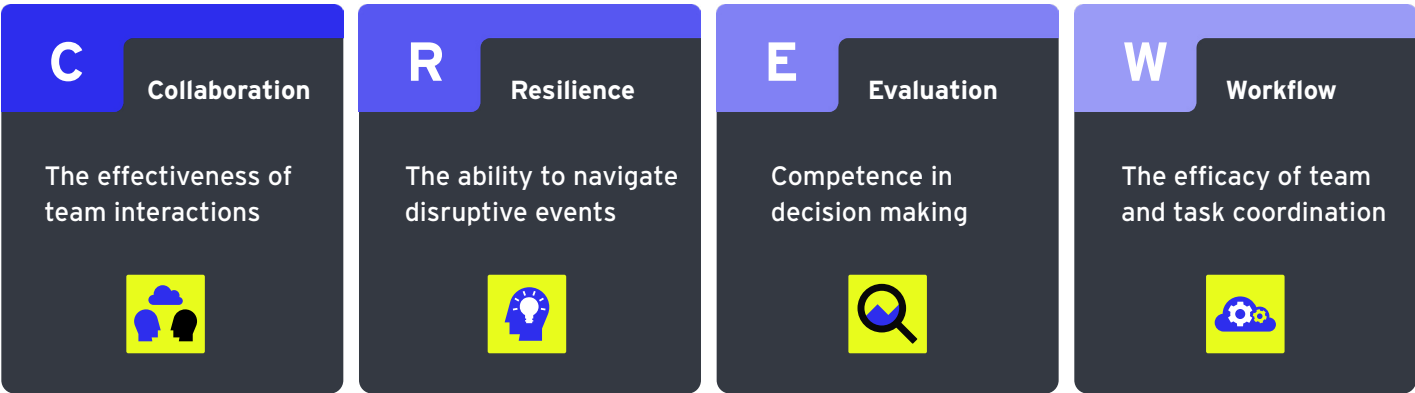 C
Collaboration
The effectiveness of
team interactions
R
Resilience
The ability to navigate
disruptive events
E
Evaluation
Competence in
decision making
W
Workflow
The efficacy of team
and task coordination